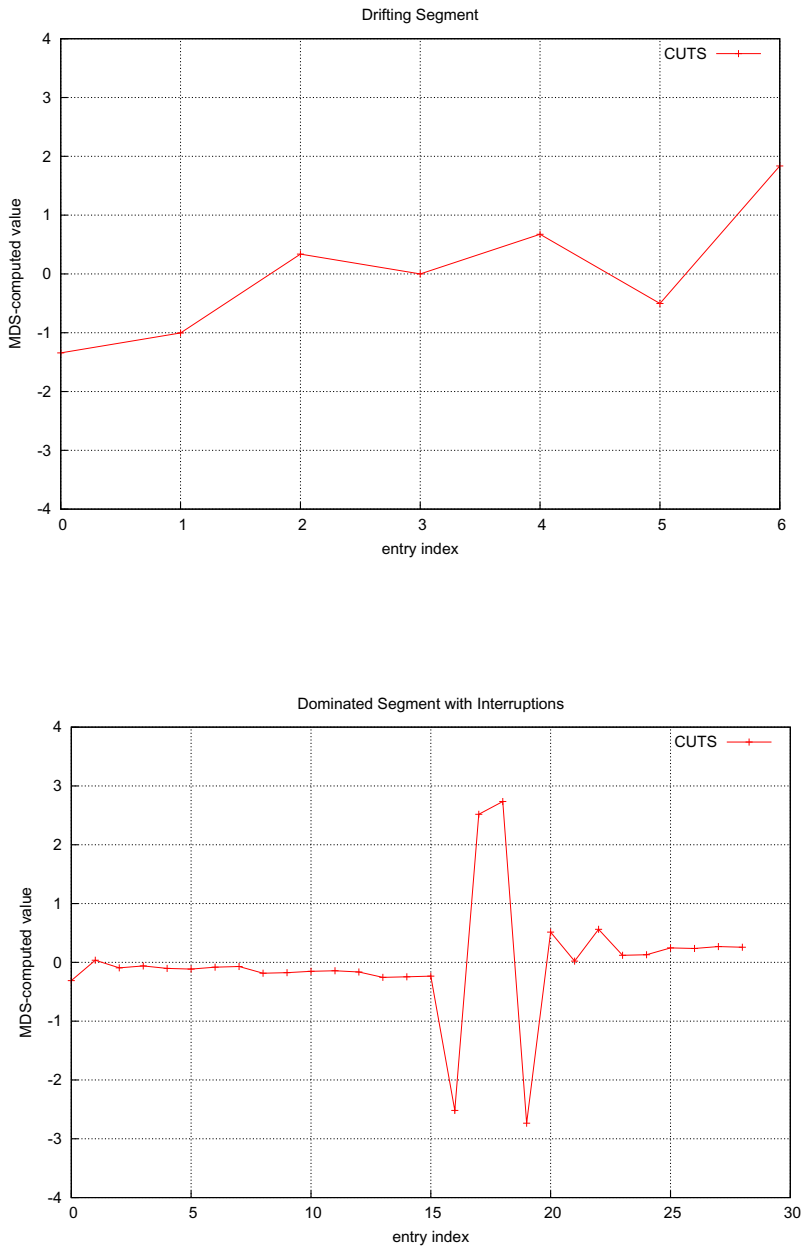 Drifting Segment
4
3
2
1
0
-1
-2
-3
-4
MDS-computed value
CUTS
0 1 2 3 4 5 6
entry index
Dominated Segment with Interruptions
4
3
2
1
0
-1
-2
-3
-4
MDS-computed value
CUTS
0 5 10 15 20 25 30
entry index